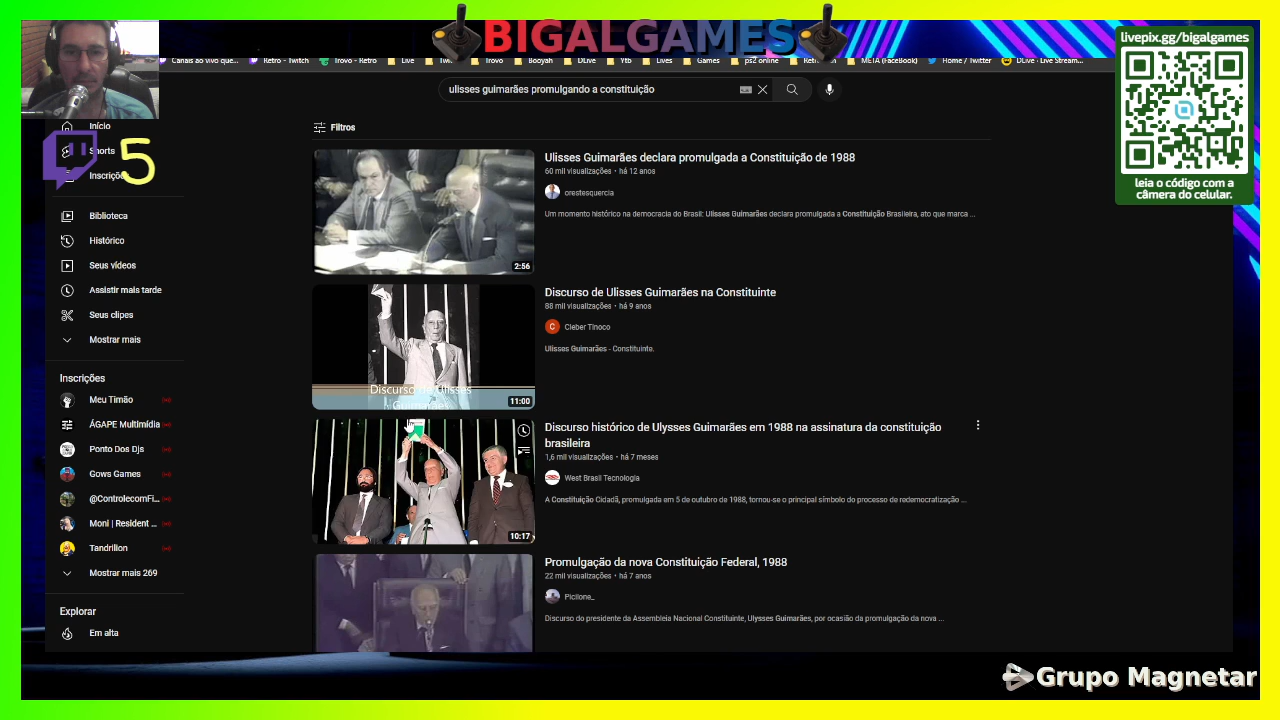 BIGALGAMES
livepix.gg/bigalgames
leia o código com a
câmera do celular.
Canais ao vivo que...
Retro - Twitch
Trovo - Retro
Live
Trovo
Booyah
DLive
Ytb
Lives
Games
ps2 online
META (FaceBook)
Home / Twitter
DLive · Live Stream...
ulisses guimarães promulgando a constituição
Início
Shorts
Inscriçõ
5
Biblioteca
Histórico
Seus vídeos
Assistir mais tarde
Seus clipes
Mostrar mais
Inscrições
Meu Timão
ÁGAPE Multimídia
Ponto Dos Djs
Gows Games
@ControlecomFi...
Moni | Resident ...
Tandrilion
Mostrar mais 269
Explorar
Em alta
Filtros
2:56
Ulisses Guimarães declara promulgada a Constituição de 1988
60 mil visualizações • há 12 anos
orestesquercia
Um momento histórico na democracia do Brasil: Ulisses Guimarães declara promulgada a Constituição Brasileira, ato que marca ...
Discurso de Ulisses
Guimarães
11:00
Discurso de Ulisses Guimarães na Constituinte
88 mil visualizações • há 9 anos
C
Cleber Tinoco
Ulisses Guimarães - Constituinte.
10:17
Discurso histórico de Ulysses Guimarães em 1988 na assinatura da constituição
brasileira
1,6 mil visualizações • há 7 meses
West Brasil Tecnologia
A Constituição Cidadã, promulgada em 5 de outubro de 1988, tornou-se o principal símbolo do processo de redemocratização ...
Promulgação da nova Constituição Federal, 1988
22 mil visualizações • há 7 anos
Picilone_
Discurso do presidente da Assembleia Nacional Constituinte, Ulysses Guimarães, por ocasião da promulgação da nova ...
Grupo Magnetar